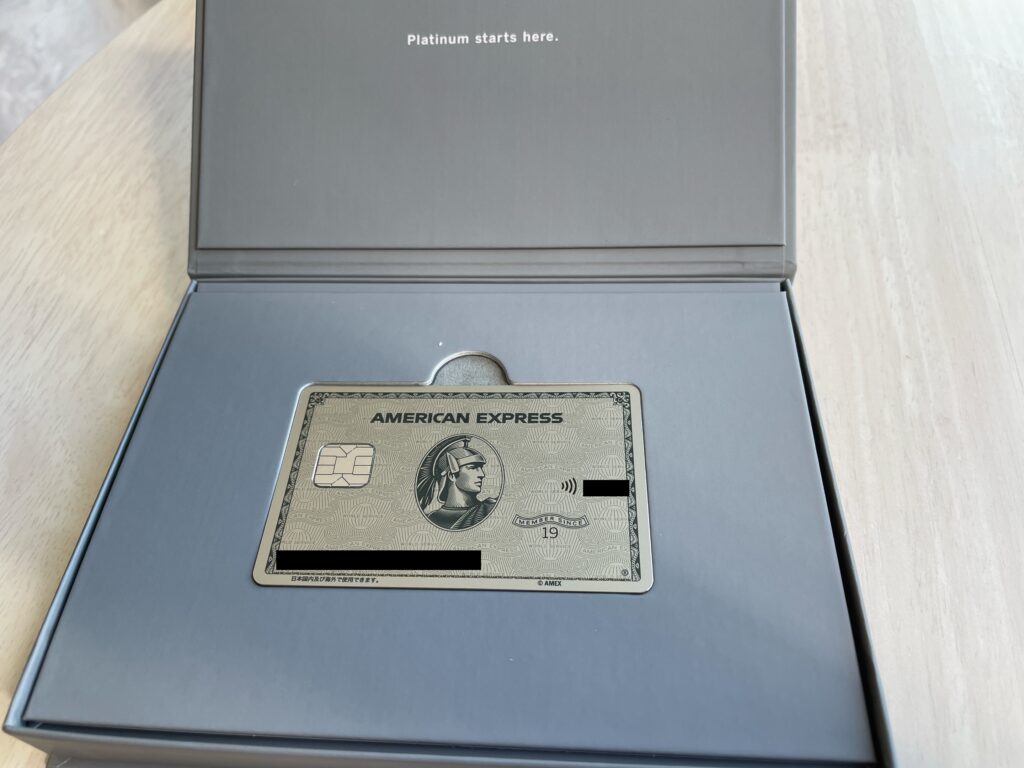 Platinum starts here.
AMERICAN EXPRESS
MEMBER SINCE
19
日本国内及び海外で使用できます。
© AMEX